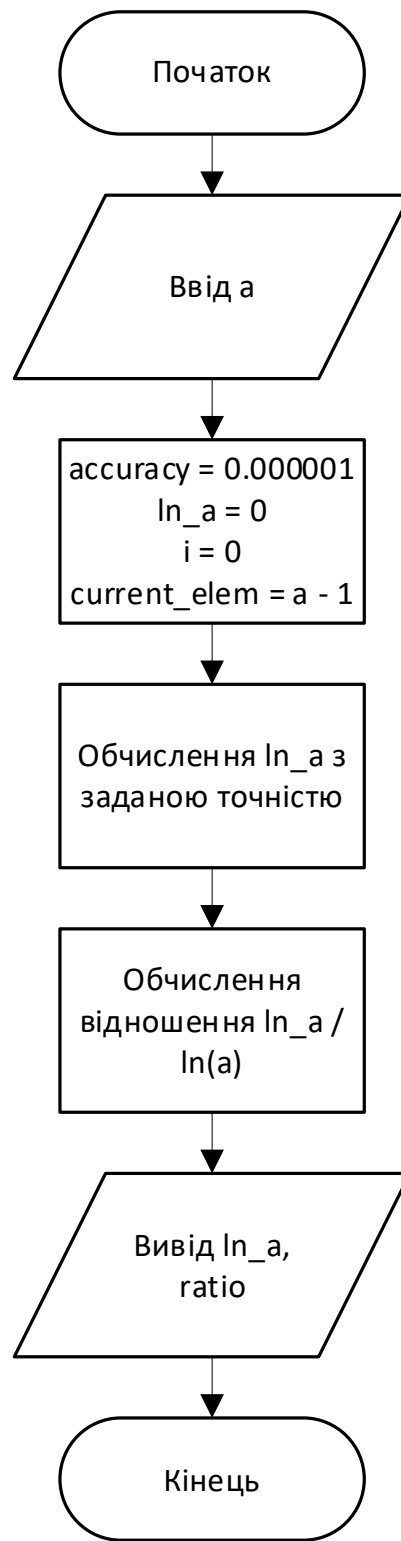 Початок
Ввід a
accuracy = 0.000001
ln_a = 0
i = 0
current_elem = a - 1
Обчислення ln_a з
заданою точністю
Обчислення
відношення ln_a /
ln(a)
Вивід ln_a,
ratio
Кінець